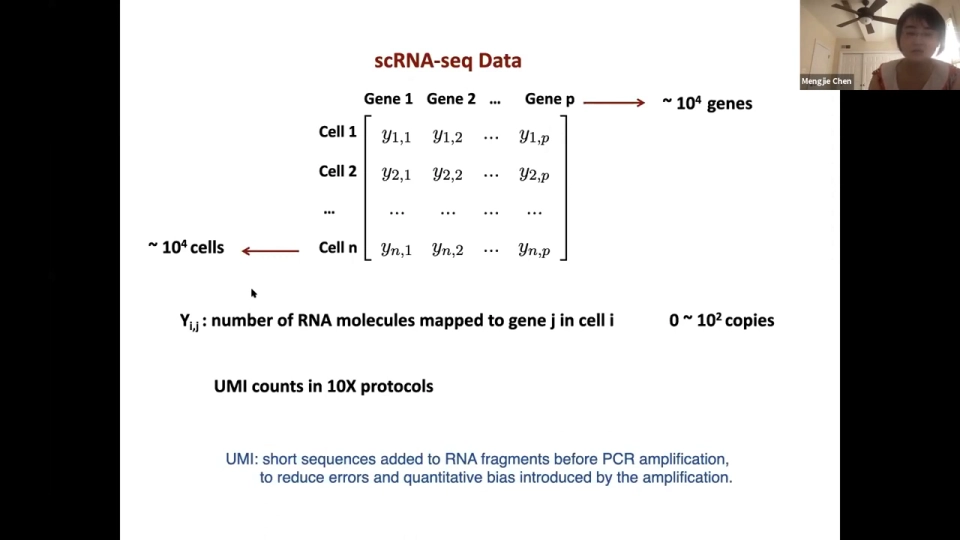 Mengjie Chen
scRNA-seq Data
Gene 1 Gene 2 ... Gene p ~ 10⁴ genes
Cell 1 y₁,₁ y₁,₂ ... y₁,ₚ
Cell 2 y₂,₁ y₂,₂ ... y₂,ₚ
... ... ... ... ...
~ 10⁴ cells Cell n yₙ,₁ yₙ,₂ ... yₙ,ₚ
Yᵢ,ⱼ : number of RNA molecules mapped to gene j in cell i 0 ~ 10² copies
UMI counts in 10X protocols
UMI: short sequences added to RNA fragments before PCR amplification,
to reduce errors and quantitative bias introduced by the amplification.